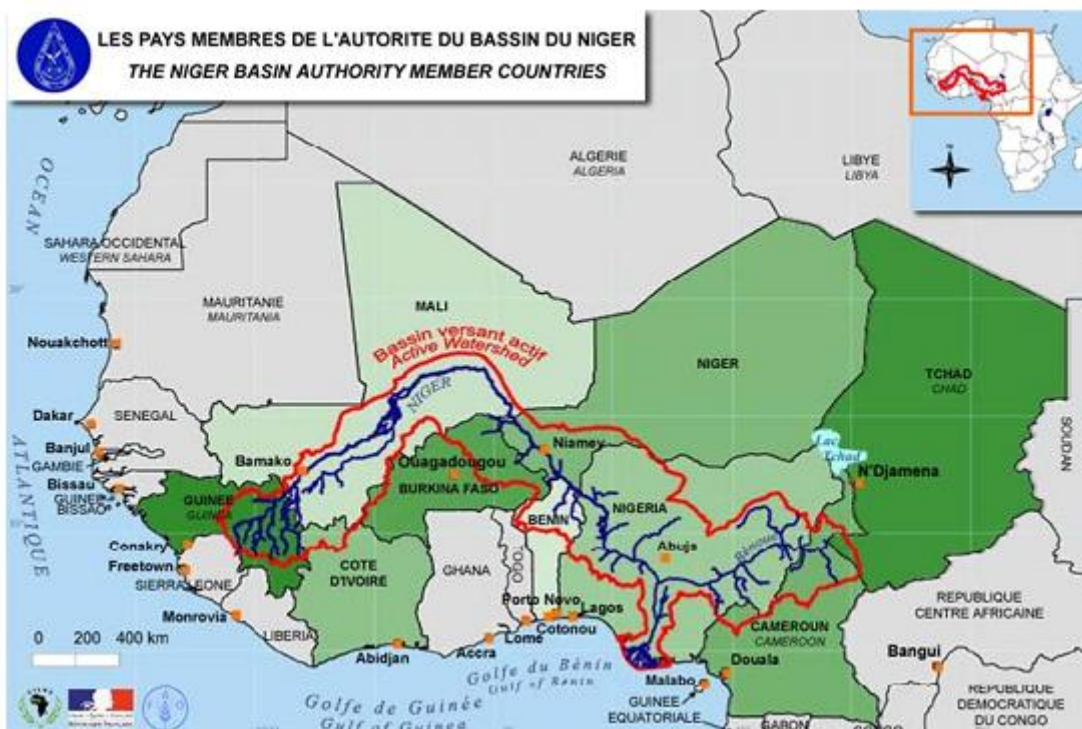 LES PAYS MEMBRES DE L'AUTORITE DU BASSIN DU NIGER
THE NIGER BASIN AUTHORITY MEMBER COUNTRIES
OCEAN
ATLANTIQUE
ALGERIE
ALGERIA
LIBYE
LIBYA
SAHARA OCCIDENTAL
WESTERN SAHARA
MAURITANIE
MAURITANIA
MALI
Bassin versant actif
Active Watershed
NIGER
NIGER
TCHAD
CHAD
Nouakchott
Dakar
SENEGAL
Banjul
GAMBIE
Bissau
GUINEE
BISSAO
Bamako
Ouagadougou
BURKINA FASO
Niamey
Lac
Tchad
N'Djamena
SOUDAN
GUINEE
GUINEA
BENIN
NIGERIA
Abuja
Bénoué
Conakry
Freetown
SIERRA LEONE
COTE
D'IVOIRE
GHANA
TOGO
Porto Novo
Lagos
Cotonou
Lomé
Accra
Monrovia
LIBERIA
Abidjan
REPUBLIQUE
CENTRE AFRICAINE
CAMEROUN
CAMEROON
Bangui
Douala
Malabo
GUINEE
EQUATORIALE
GABON
REPUBLIQUE
DEMOCRATIQUE
DU CONGO
Golfe du Bénin
Gulf of Benin
Golfe de Guinée
Gulf of Guinea
0 200 400 km